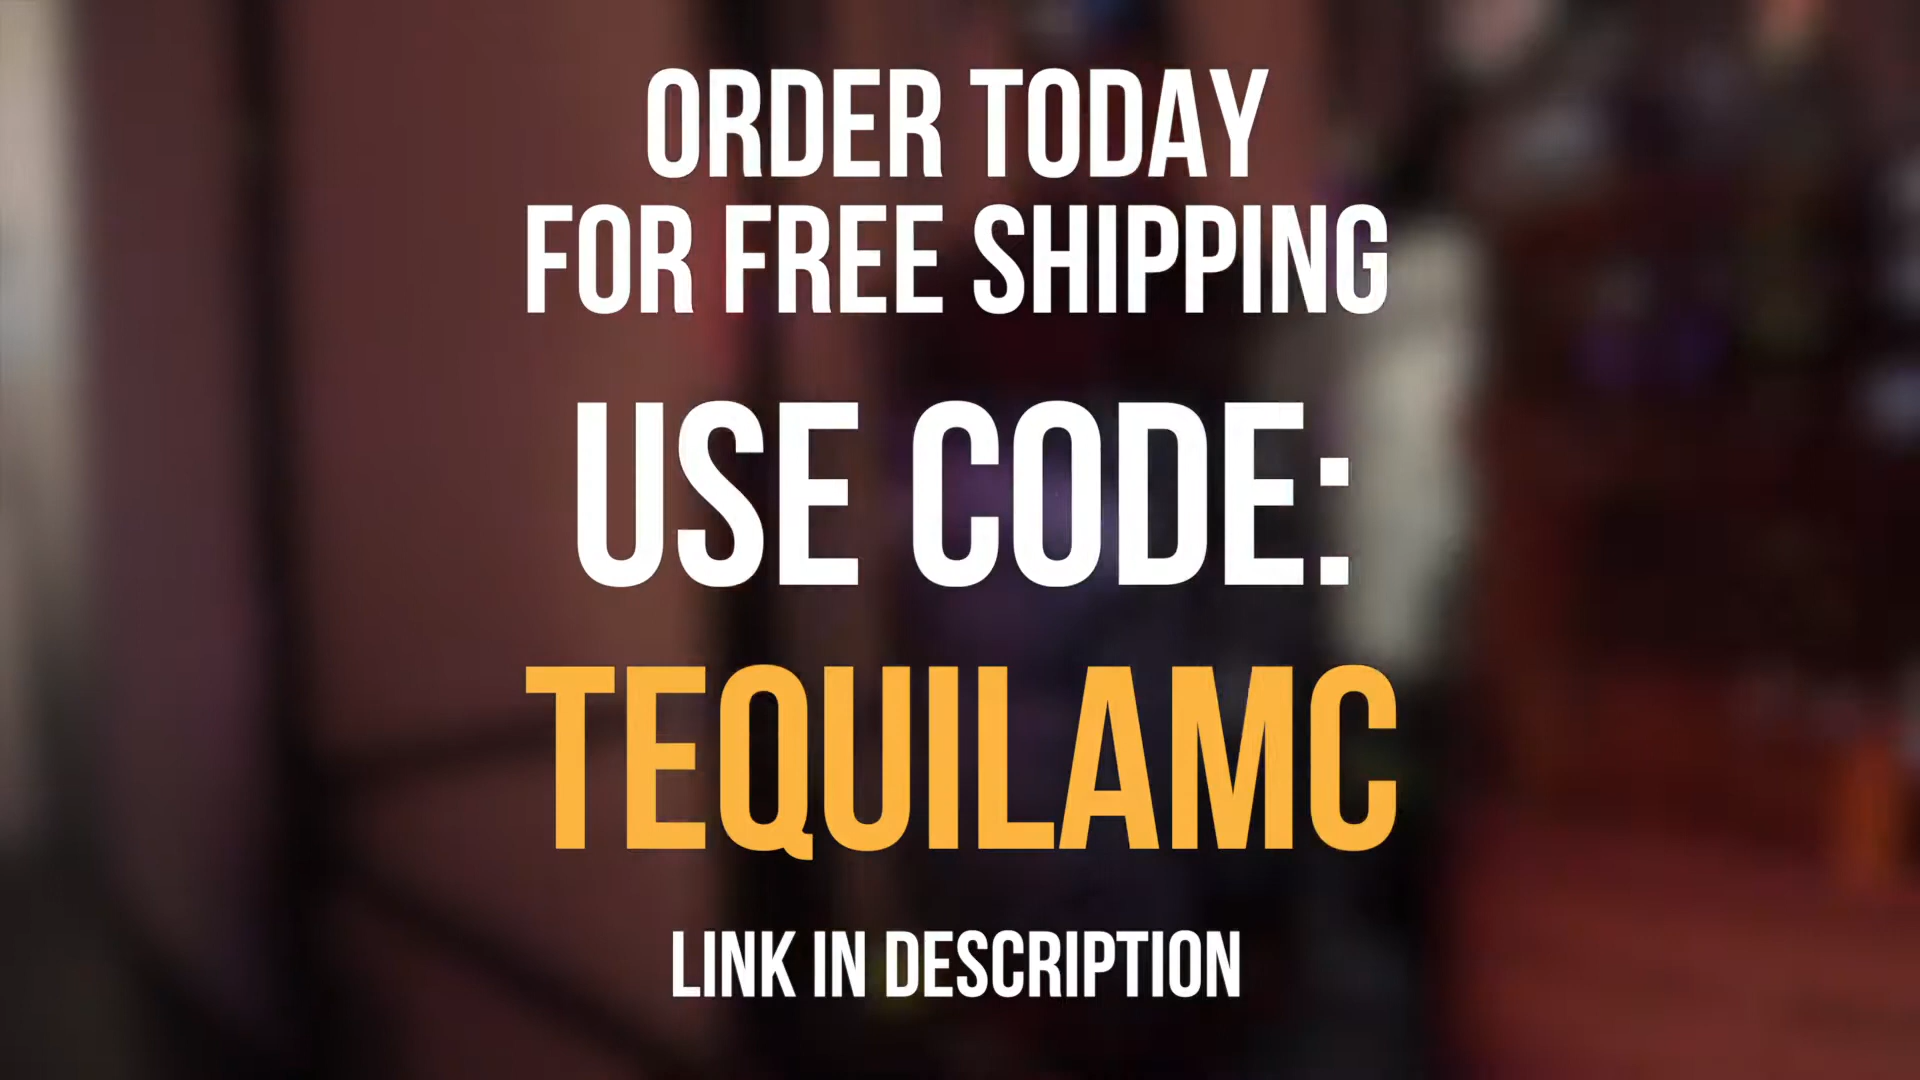 ORDER TODAY
FOR FREE SHIPPING
USE CODE:
TEQUILAMC
LINK IN DESCRIPTION